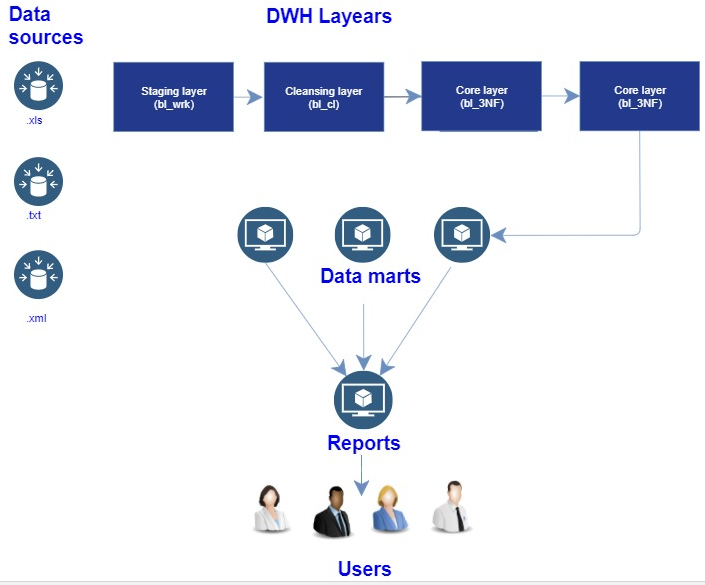 Data
sources
DWH Layears
.xls
.txt
.xml
Staging layer
(bl_wrk)
Cleansing layer
(bl_cl)
Core layer
(bl_3NF)
Core layer
(bl_3NF)
Data marts
Reports
Users